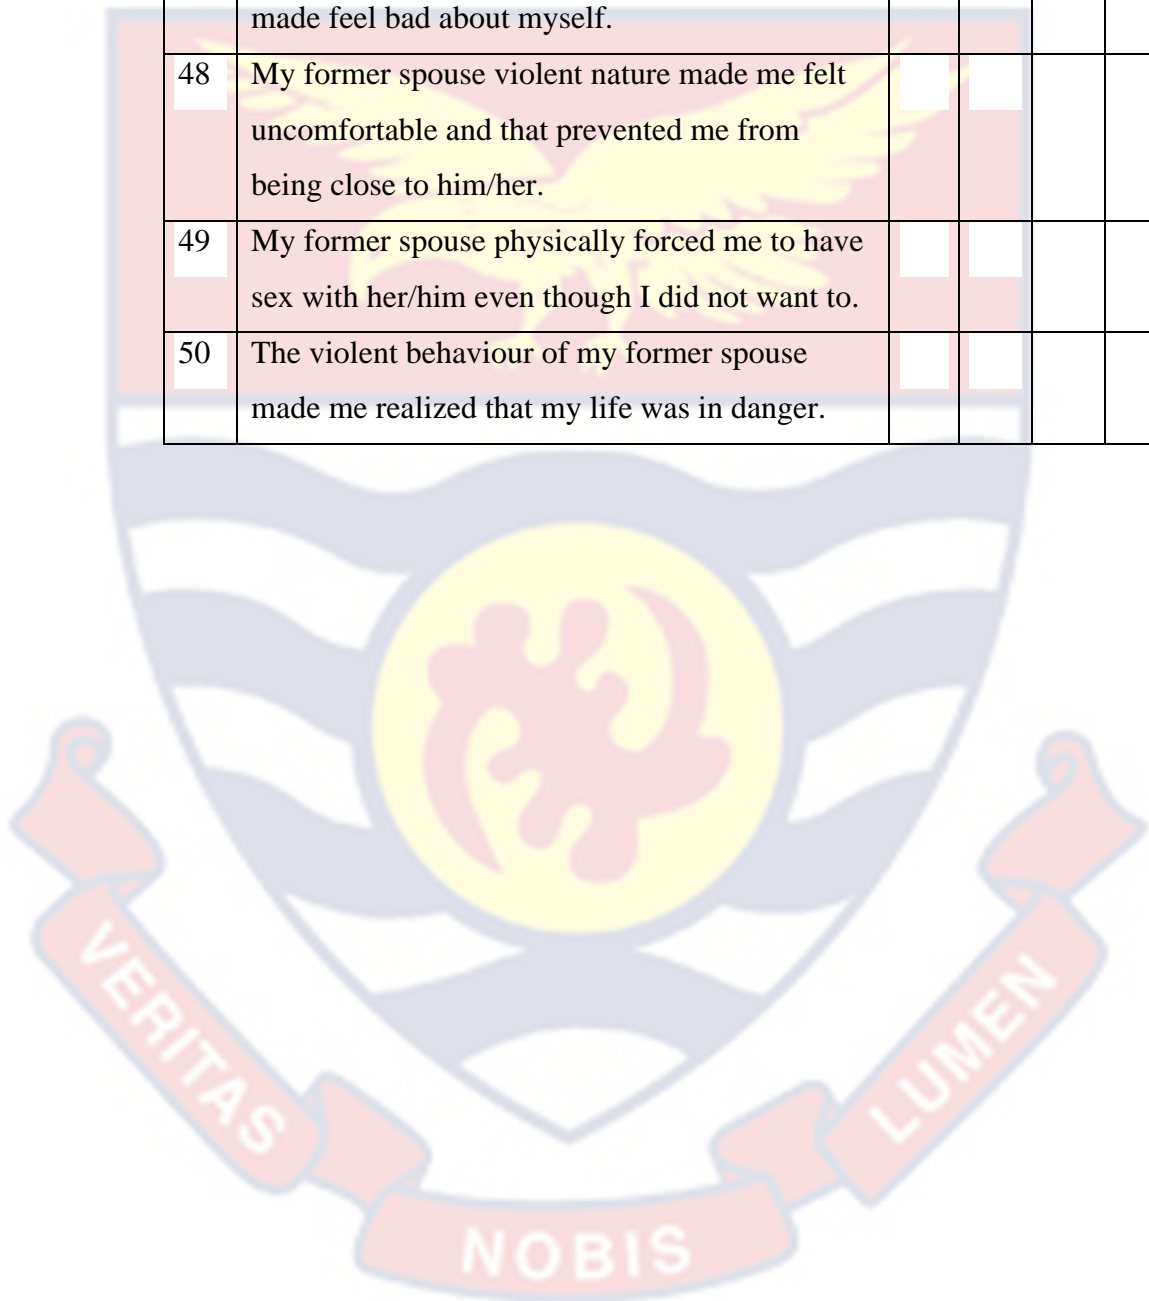 made feel bad about myself.
48 My former spouse violent nature made me felt
uncomfortable and that prevented me from
being close to him/her.
49 My former spouse physically forced me to have
sex with her/him even though I did not want to.
50 The violent behaviour of my former spouse
made me realized that my life was in danger.
VERITAS
NOBIS
LUMEN